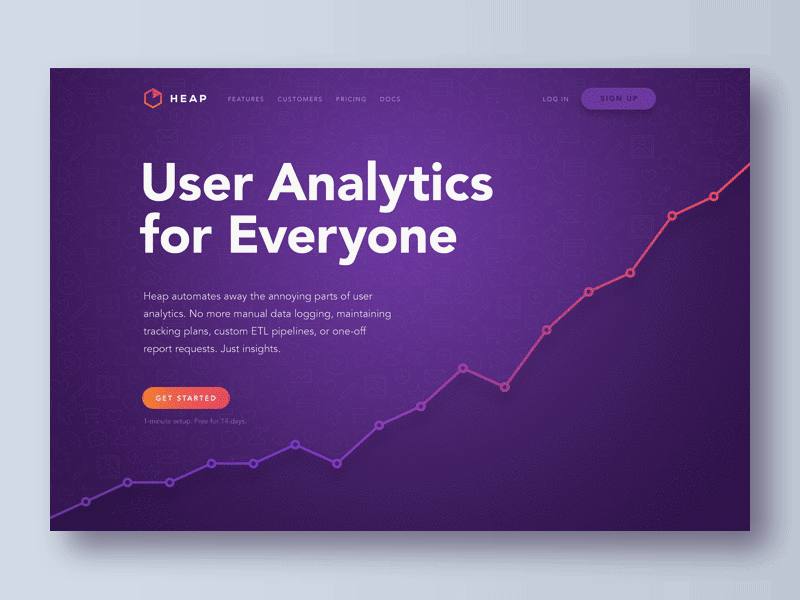 HEAP FEATURES CUSTOMERS PRICING DOCS LOG IN SIGN UP
User Analytics
for Everyone
Heap automates away the annoying parts of user
analytics. No more manual data logging, maintaining
tracking plans, custom ETL pipelines, or one-off
report requests. Just insights.
GET STARTED
1-minute setup. Free for 14 days.